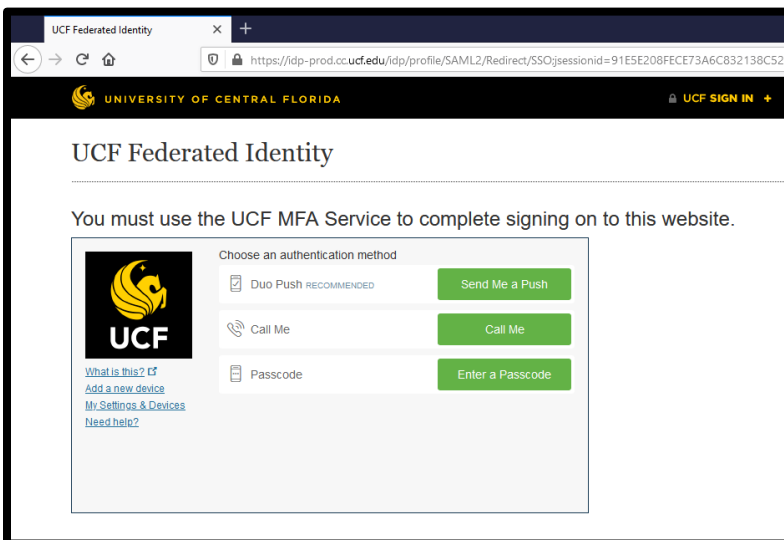 UCF Federated Identity
https://idp-prod.cc.ucf.edu/idp/profile/SAML2/Redirect/SSO;jsessionid=91E5E208FECE73A6C832138C52
UNIVERSITY OF CENTRAL FLORIDA
UCF SIGN IN +
UCF Federated Identity
You must use the UCF MFA Service to complete signing on to this website.
UCF
What is this?
Add a new device
My Settings & Devices
Need help?
Choose an authentication method
Duo Push RECOMMENDED Send Me a Push
Call Me Call Me
Passcode Enter a Passcode